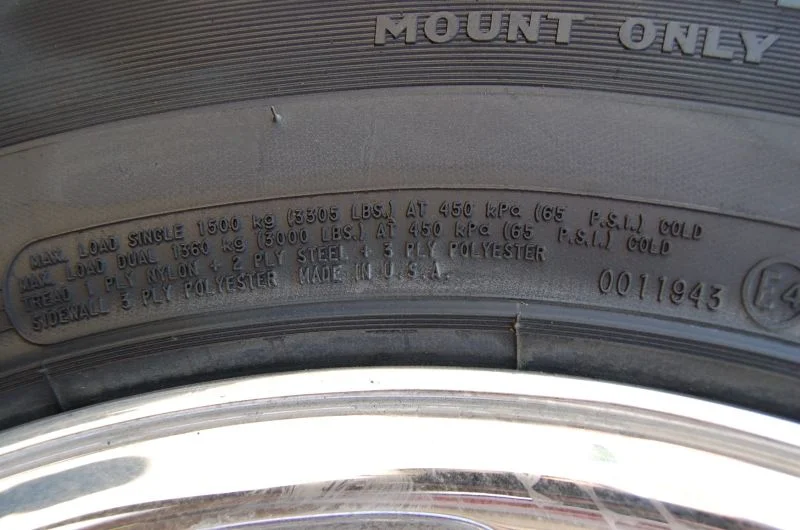 MOUNT ONLY
MAX. LOAD SINGLE 1500 kg (3305 LBS.) AT 450 kPa (65 P.S.I.) COLD
MAX. LOAD DUAL 1360 kg (3000 LBS.) AT 450 kPa (65 P.S.I.) COLD
TREAD 1 PLY NYLON + 2 PLY STEEL + 3 PLY POLYESTER
SIDEWALL 3 PLY POLYESTER MADE IN U.S.A.
0011943 E4